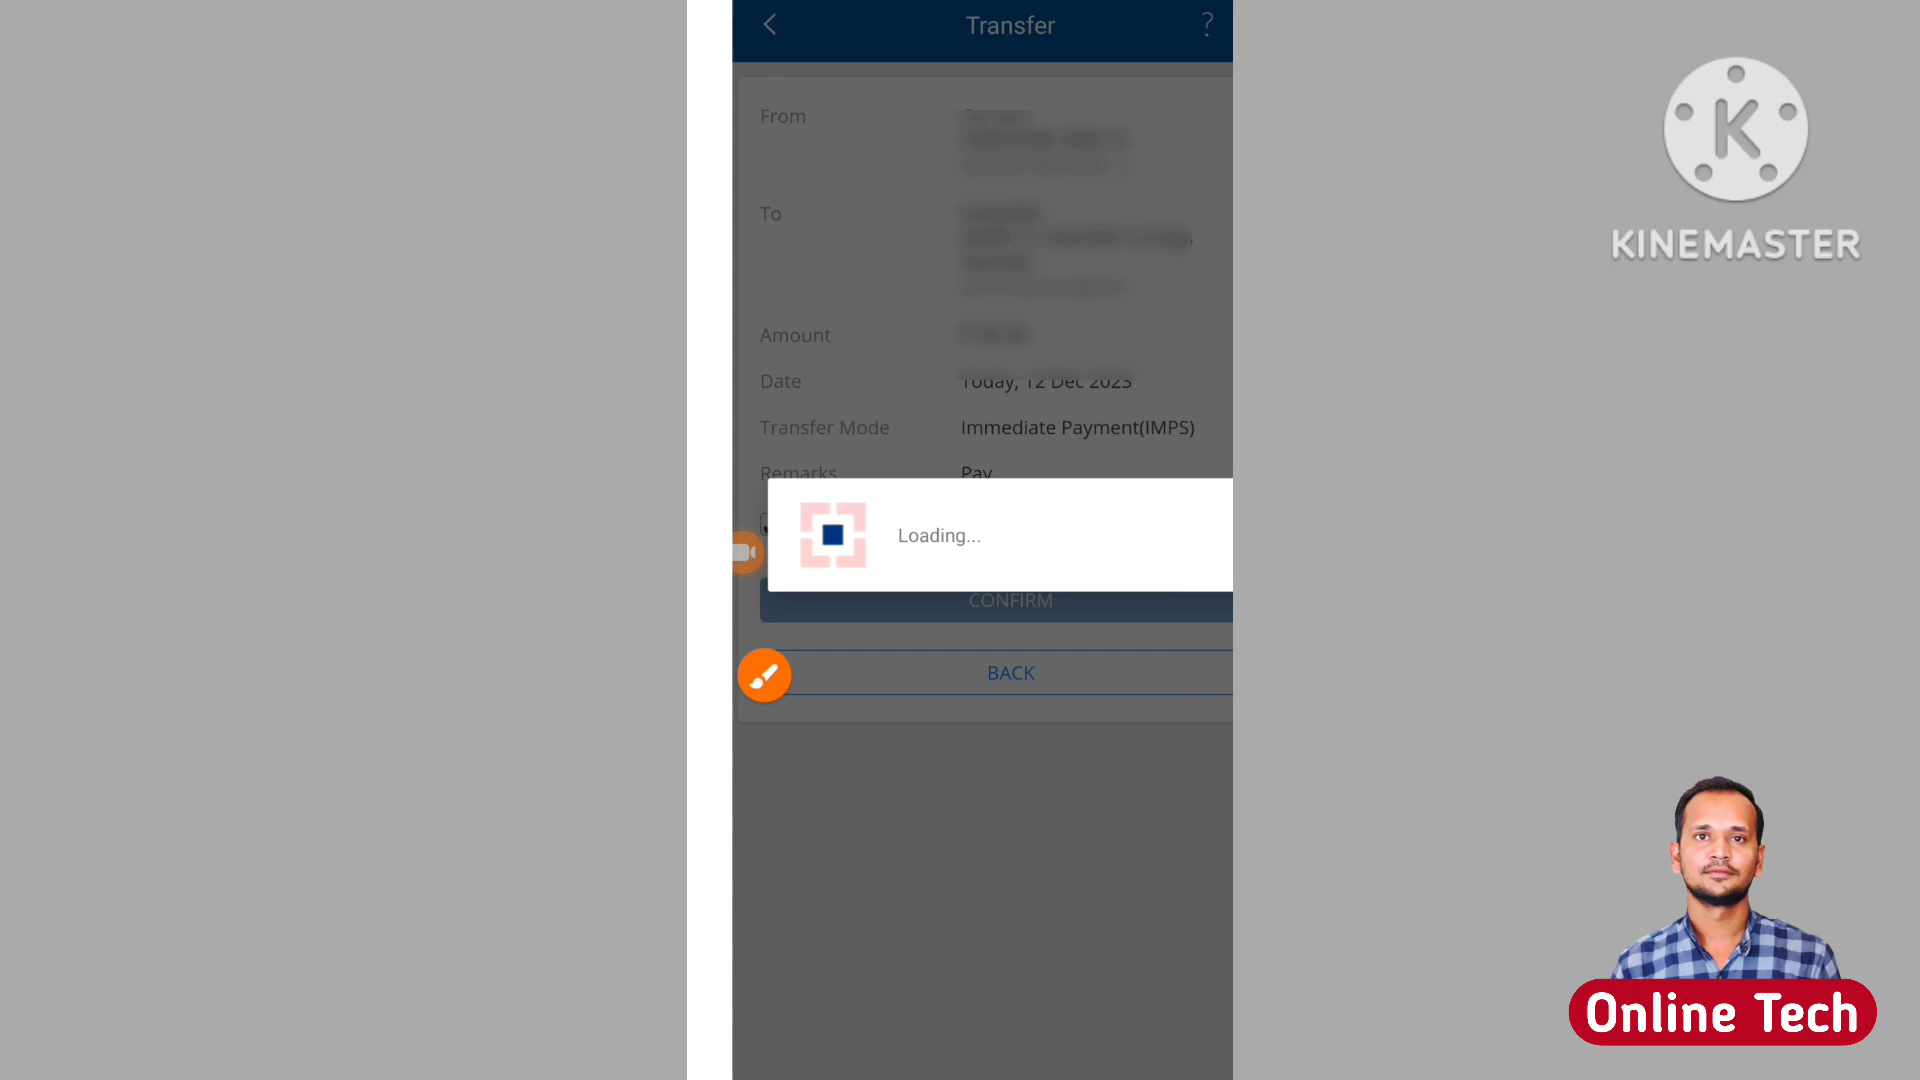 Transfer
?
From
To
Amount
Date Today, 12 Dec 2023
Transfer Mode Immediate Payment(IMPS)
Remarks Pay
Loading...
CONFIRM
BACK
K
KINEMASTER
Online Tech